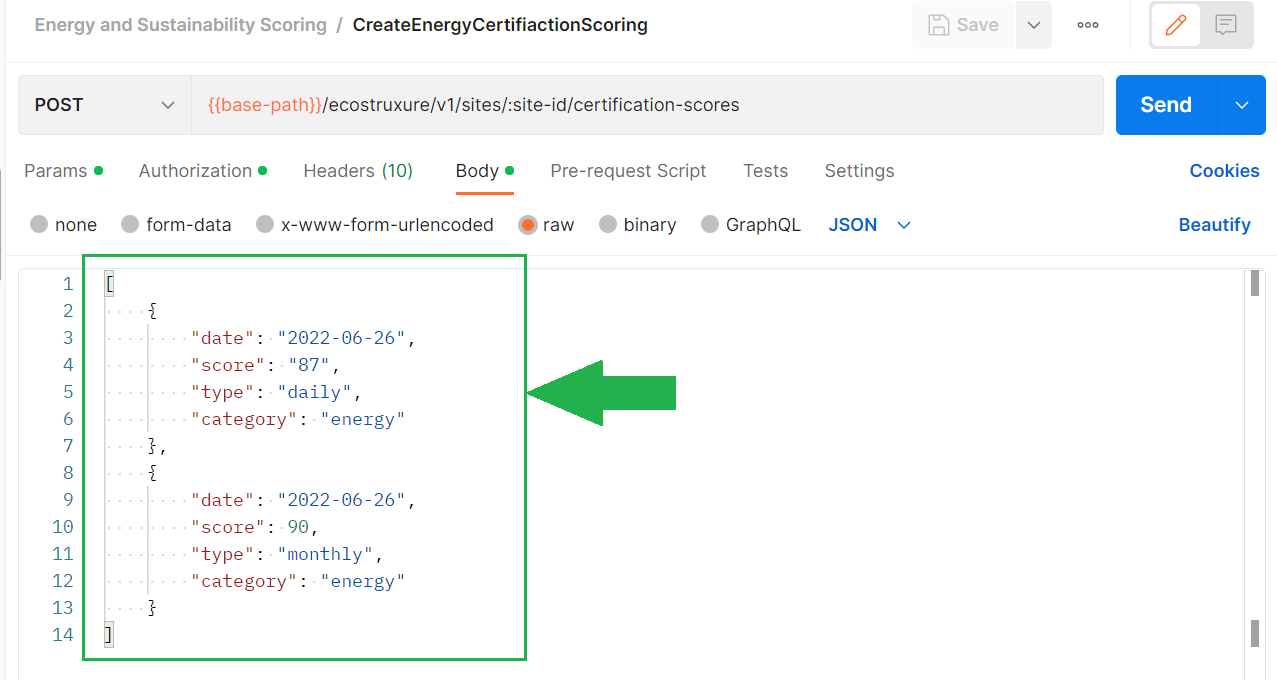 Energy and Sustainability Scoring / CreateEnergyCertifiactionScoring
Save
POST
{{base-path}}/ecostruxure/v1/sites/:site-id/certification-scores
Send
Params Authorization Headers (10) Body Pre-request Script Tests Settings Cookies
none form-data x-www-form-urlencoded raw binary GraphQL JSON Beautify
1 [
2 {
3 "date": "2022-06-26",
4 "score": "87",
5 "type": "daily",
6 "category": "energy"
7 },
8 {
9 "date": "2022-06-26",
10 "score": 90,
11 "type": "monthly",
12 "category": "energy"
13 }
14 ]